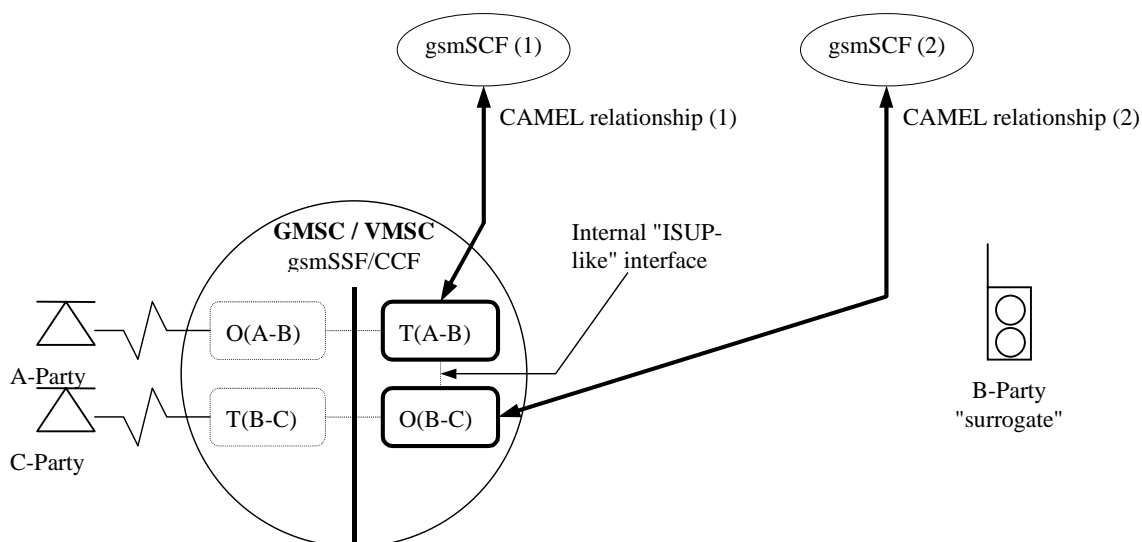 gsmSCF (1)
gsmSCF (2)
CAMEL relationship (1)
CAMEL relationship (2)
GMSC / VMSC
gsmSSF/CCF
Internal "ISUP-
like" interface
O(A-B)
T(A-B)
A-Party
T(B-C)
O(B-C)
C-Party
B-Party
"surrogate"